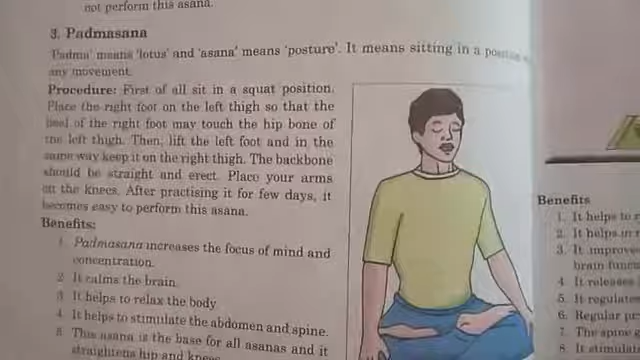 not perform this asana.
3. Padmasana
'Padma' means 'lotus' and 'asana' means 'posture'. It means sitting in a
any movement.
Procedure: First of all sit in a squat position.
Place the right foot on the left thigh so that the
heel of the right foot may touch the hip bone of
the left thigh. Then, lift the left foot and in the
same way keep it on the right thigh. The backbone
should be straight and erect. Place your arms
on the knees. After practising it for few days, it
becomes easy to perform this asana.
Benefits:
1. Padmasana increases the focus of mind and
concentration.
2 It calms the brain.
3 It helps to relax the body.
4. It helps to stimulate the abdomen and spine.
5 This asana is the base for all asanas and it
straightens hip and knees
Benefits
1. It helps to
2. It helps in
3. It improve
brain func
4 It releases
5. It regulate
6. Regular
7. The spine
8. It stimulat